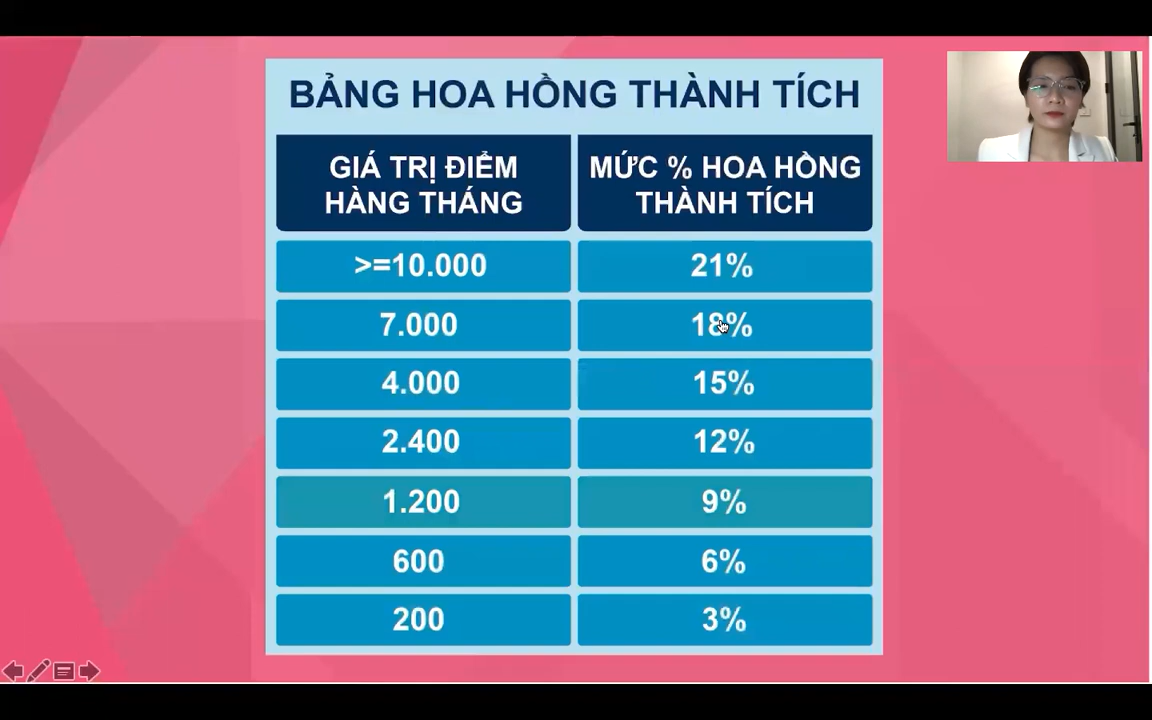 BẢNG HOA HỒNG THÀNH TÍCH
GIÁ TRỊ ĐIỂM
HÀNG THÁNG
MỨC % HOA HỒNG
THÀNH TÍCH
>=10.000 21%
7.000 18%
4.000 15%
2.400 12%
1.200 9%
600 6%
200 3%